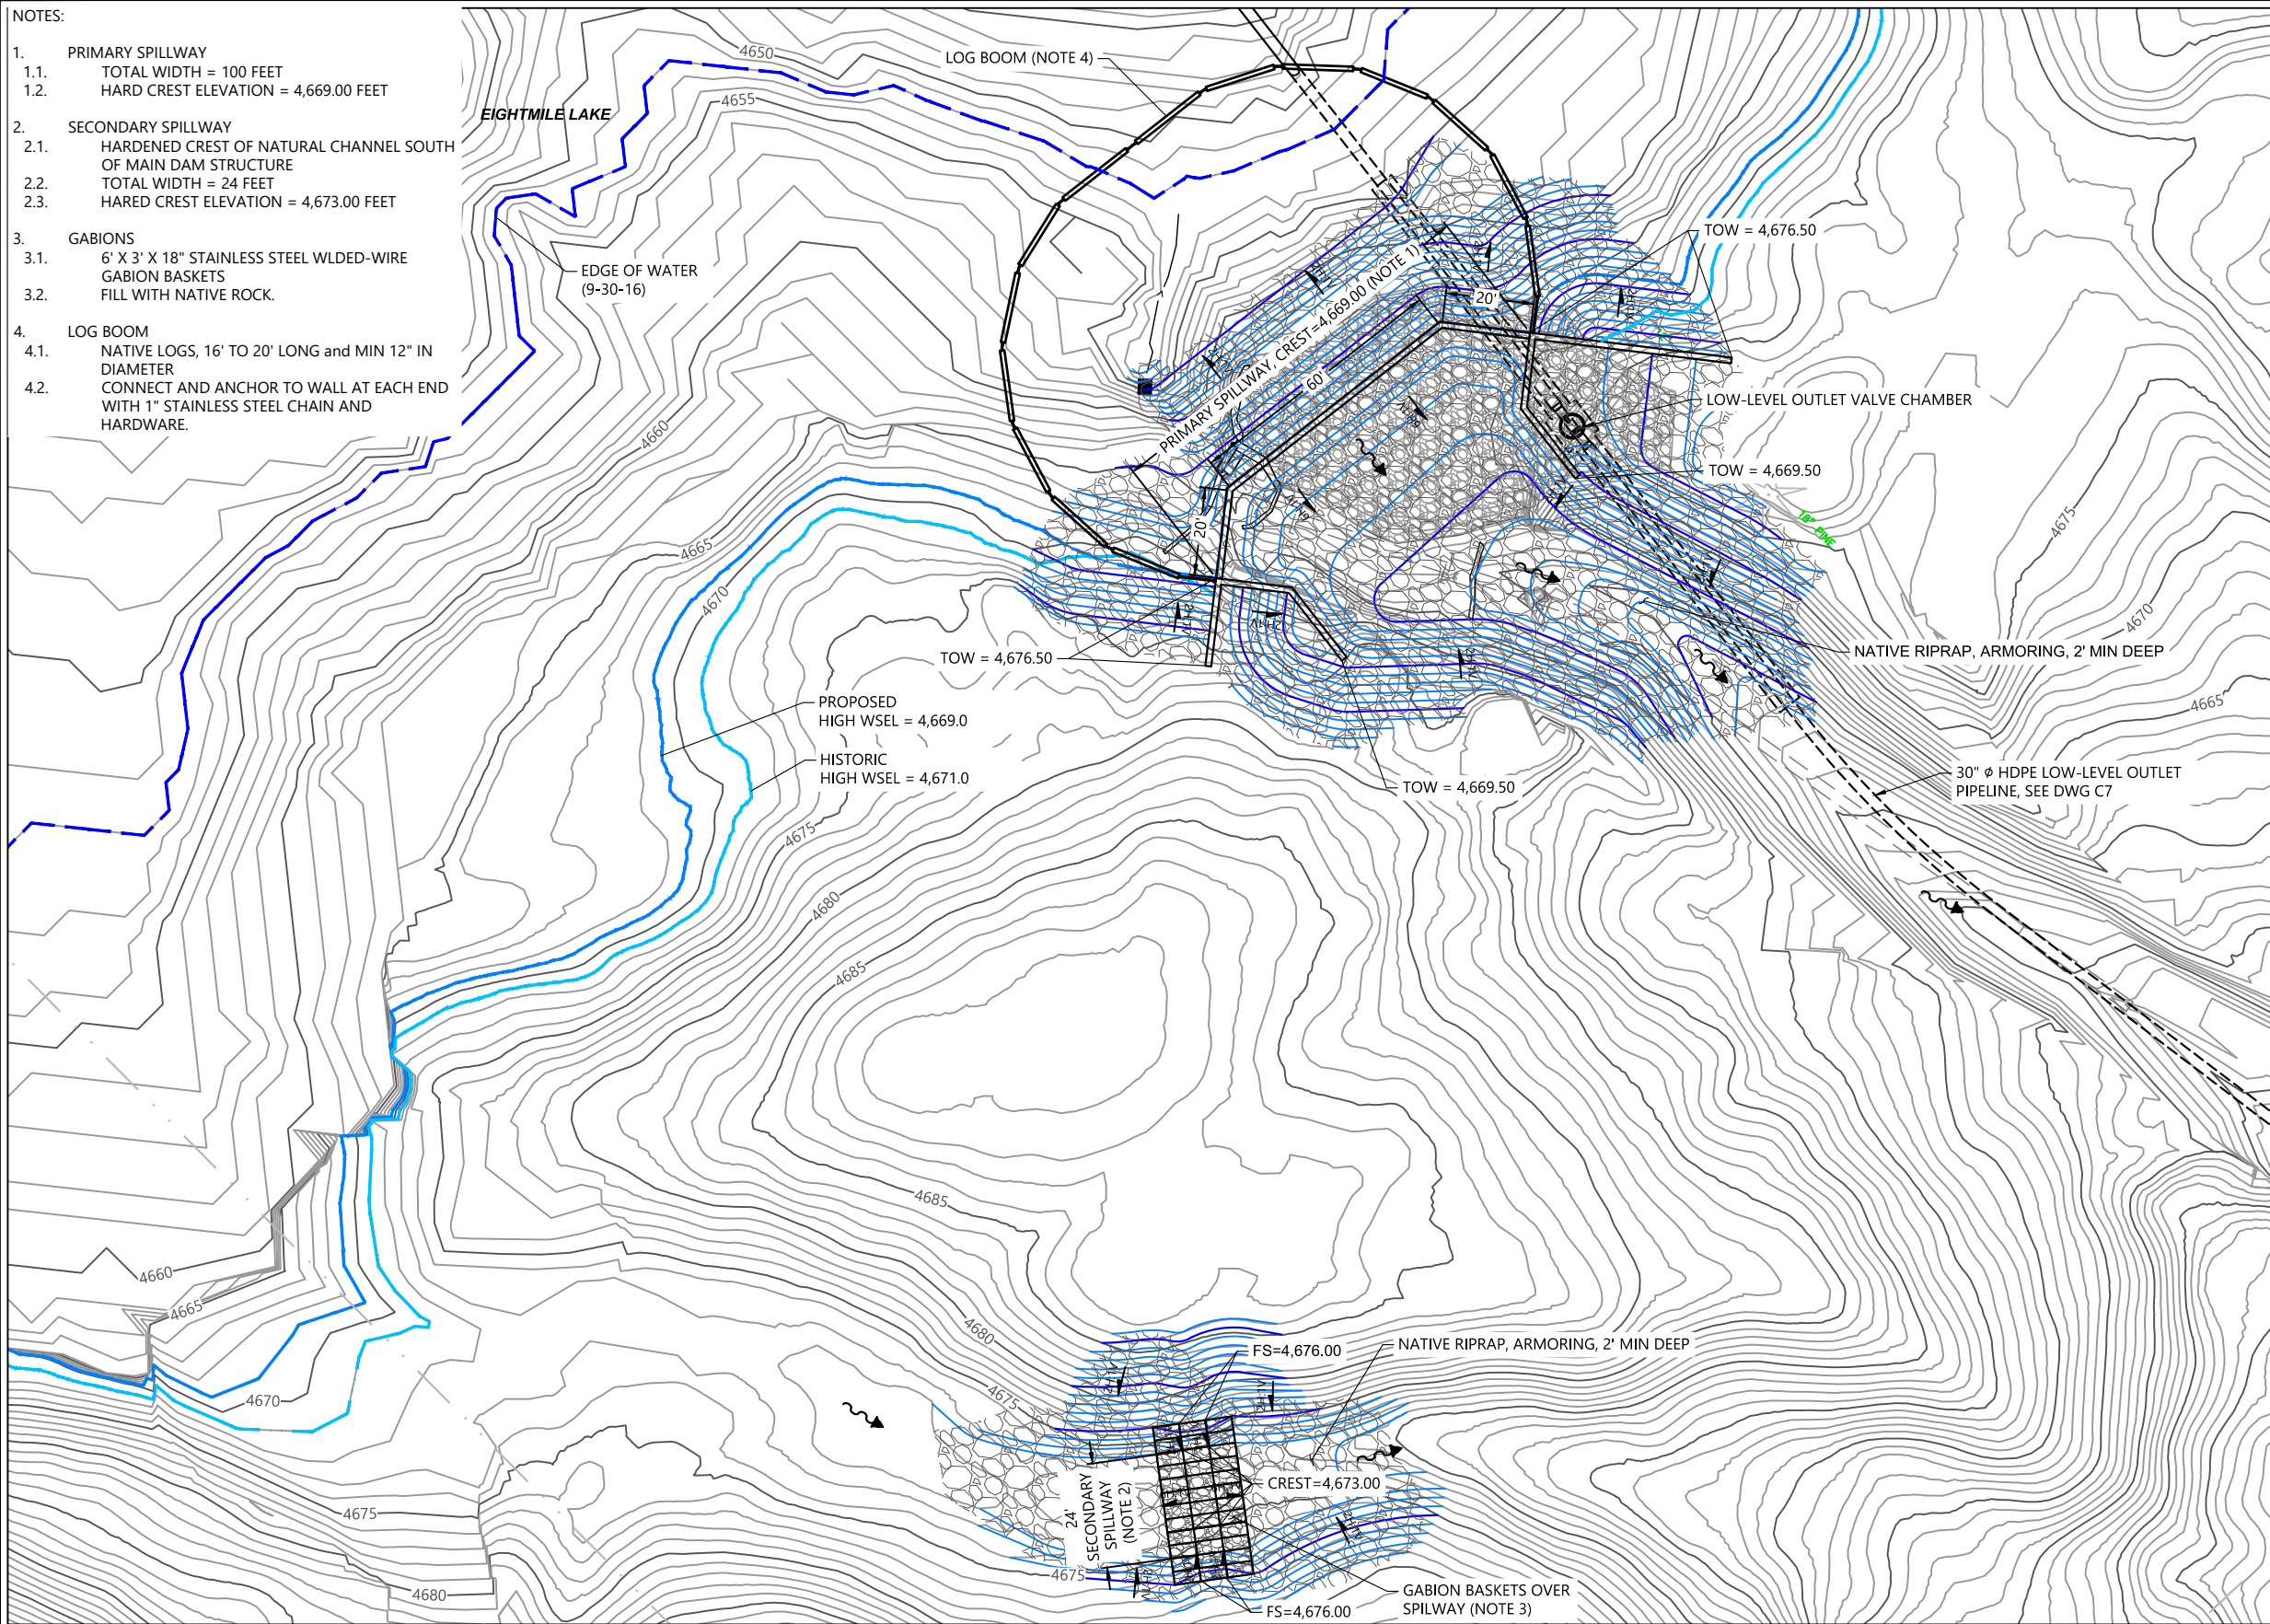 NOTES:
1. PRIMARY SPILLWAY
1.1. TOTAL WIDTH = 100 FEET
1.2. HARD CREST ELEVATION = 4,669.00 FEET
2. SECONDARY SPILLWAY
2.1. HARDENED CREST OF NATURAL CHANNEL SOUTH
OF MAIN DAM STRUCTURE
2.2. TOTAL WIDTH = 24 FEET
2.3. HARED CREST ELEVATION = 4,673.00 FEET
3. GABIONS
3.1. 6' X 3' X 18" STAINLESS STEEL WLDED-WIRE
GABION BASKETS
3.2. FILL WITH NATIVE ROCK.
4. LOG BOOM
4.1. NATIVE LOGS, 16' TO 20' LONG and MIN 12" IN
DIAMETER
4.2. CONNECT AND ANCHOR TO WALL AT EACH END
WITH 1" STAINLESS STEEL CHAIN AND
HARDWARE.
4650
LOG BOOM (NOTE 4)
4655
EIGHTMILE LAKE
EDGE OF WATER
(9-30-16)
TOW = 4,676.50
PRIMARY SPILLWAY, CREST=4,669.00 (NOTE 1)
20'
60'
LOW-LEVEL OUTLET VALVE CHAMBER
4660
TOW = 4,669.50
18" PINE
4675
20'
4665
4670
2H:1V
2H:1V
4670
TOW = 4,676.50
NATIVE RIPRAP, ARMORING, 2' MIN DEEP
PROPOSED
HIGH WSEL = 4,669.0
4665
HISTORIC
HIGH WSEL = 4,671.0
TOW = 4,669.50
30" ø HDPE LOW-LEVEL OUTLET
PIPELINE, SEE DWG C7
4675
4680
4685
4685
4660
4665
4680
FS=4,676.00
NATIVE RIPRAP, ARMORING, 2' MIN DEEP
2H:1V
2H:1V
4670
4675
CREST=4,673.00
24'
SECONDARY
SPILLWAY
(NOTE 2)
4675
4675
4680
GABION BASKETS OVER
SPILWAY (NOTE 3)
FS=4,676.00